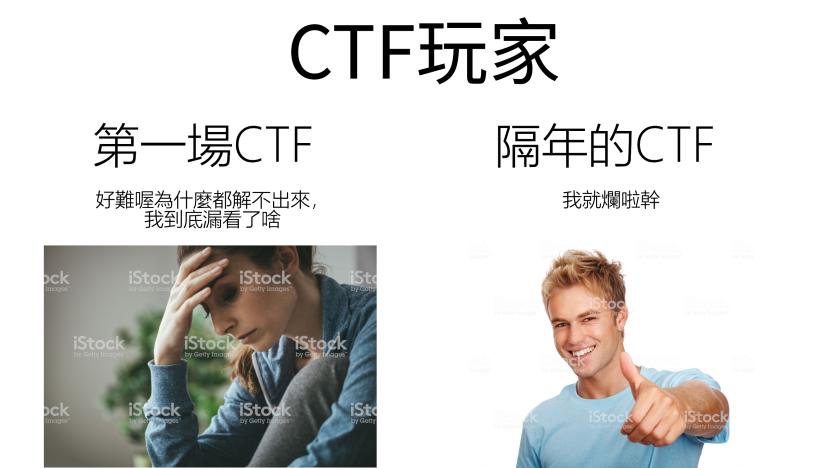 CTF玩家
第一場CTF
好難喔為什麼都解不出來,
我到底漏看了啥
iStock
by Getty Images
隔年的CTF
我就爛啦幹
iStock
by Getty Images